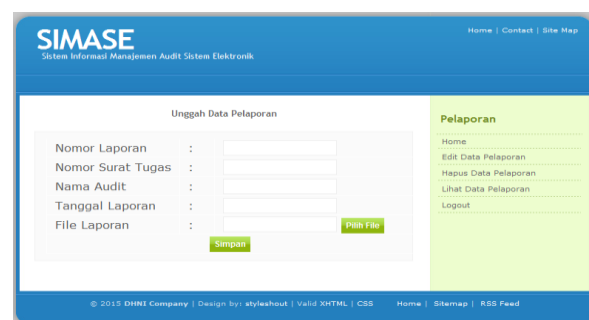 Home | Contact | Site Map
SIMASE
Sistem Informasi Manajemen Audit Sistem Elektronik
Unggah Data Pelaporan
Nomor Laporan :
Nomor Surat Tugas :
Nama Audit :
Tanggal Laporan :
File Laporan : Pilih File
Simpan
Pelaporan
Home
Edit Data Pelaporan
Hapus Data Pelaporan
Lihat Data Pelaporan
Logout
© 2015 DHNI Company | Design by: styleshout | Valid XHTML | CSS Home | Sitemap | RSS Feed